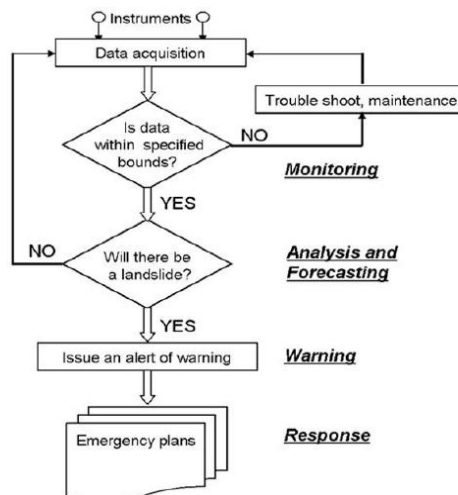 Instruments
Data acquisition
Trouble shoot, maintenance
Is data
within specified
bounds?
NO
Monitoring
YES
NO
Will there be
a landslide?
Analysis and
Forecasting
YES
Issue an alert of warning
Warning
Emergency plans
Response